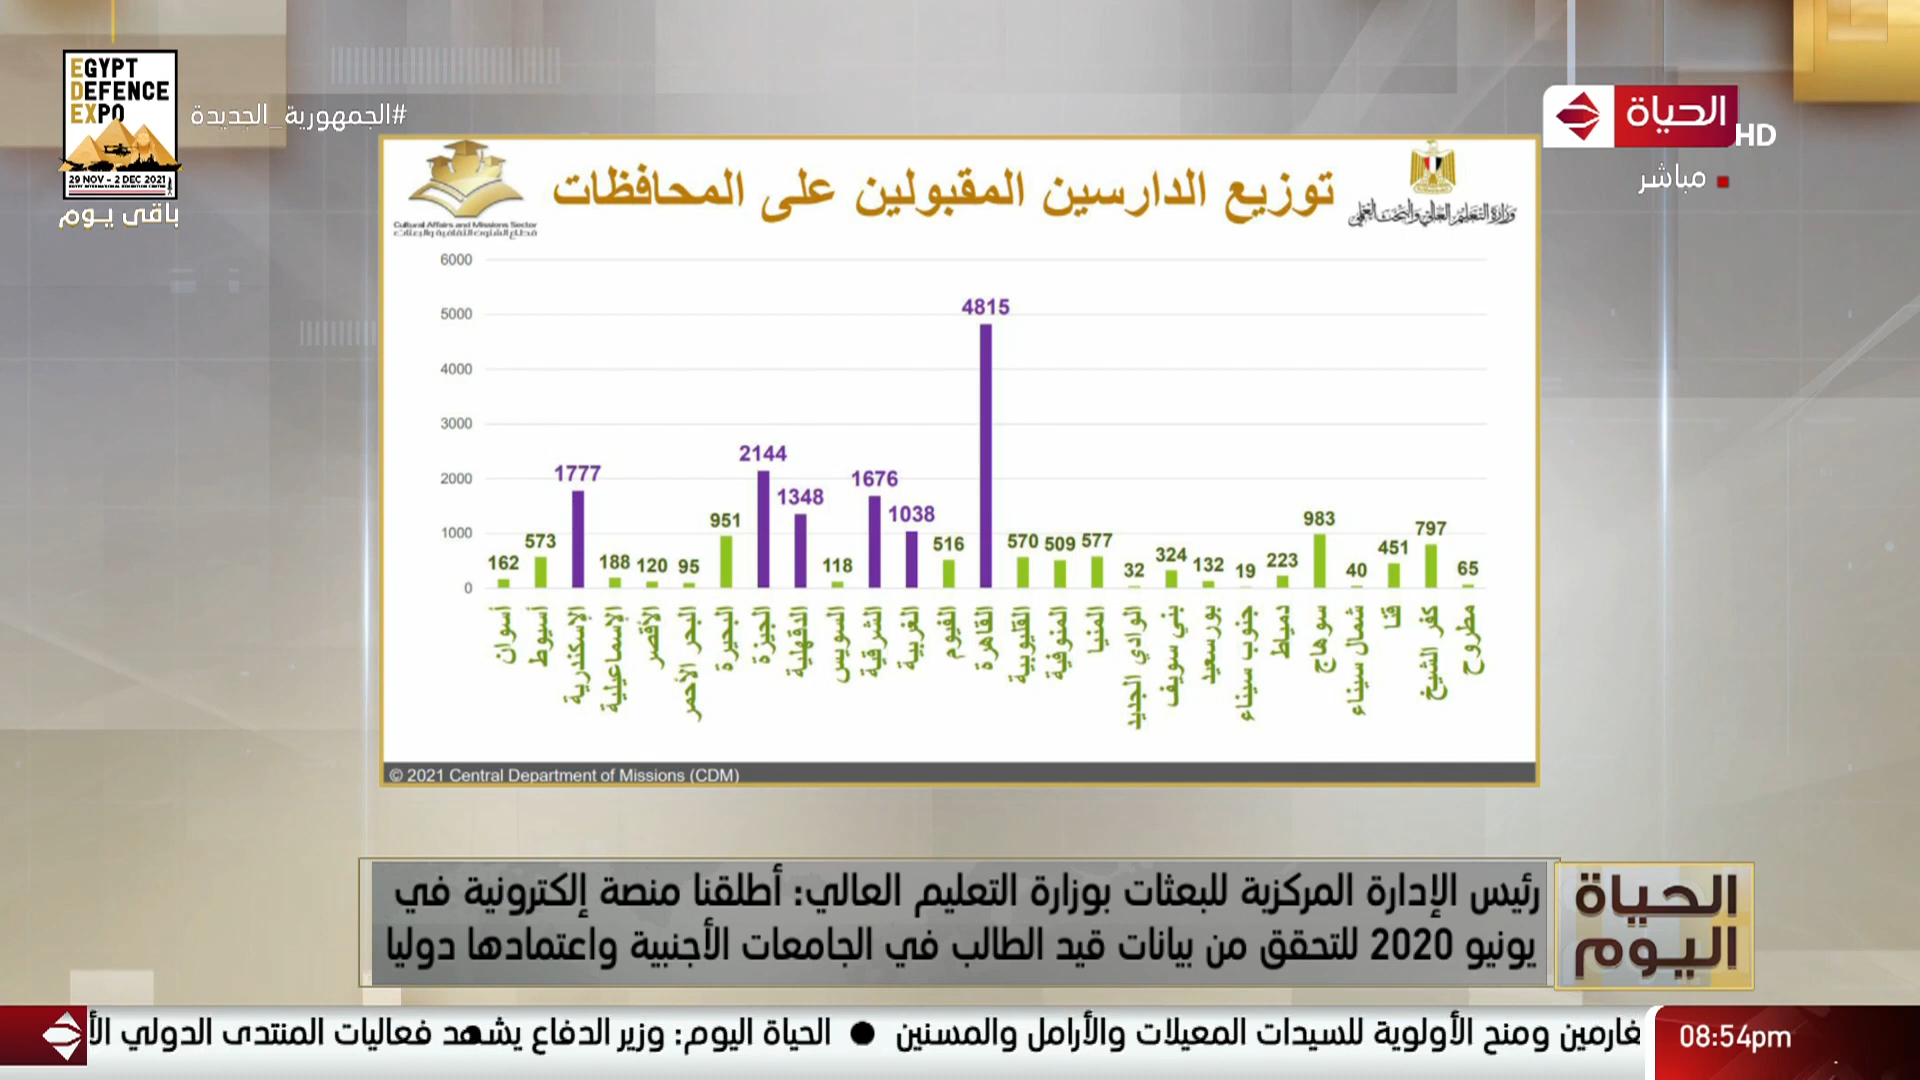 EGYPT
DEFENCE
EXPO
29 NOV - 2 DEC 2021
باقى يوم
#الجمهورية_الجديدة
الحياة
HD
مباشر
Cultural Affairs and Missions Sector
قطاع الشئون الثقافية والبعثات
توزيع الدارسين المقبولين على المحافظات
وزارة التعليم العالي والبحث العلمي
6000
5000
4000
3000
2000
1000
0
162
573
1777
188
120
95
951
2144
1348
118
1676
1038
516
4815
570
509
577
32
324
132
19
223
983
40
451
797
65
أسوان
أسيوط
الإسكندرية
الإسماعيلية
الأقصر
البحر الأحمر
البحيرة
الجيزة
الدقهلية
السويس
الشرقية
الغربية
الفيوم
القاهرة
القليوبية
المنوفية
المنيا
الوادي الجديد
بني سويف
بورسعيد
جنوب سيناء
دمياط
سوهاج
شمال سيناء
قنا
كفر الشيخ
مطروح
© 2021 Central Department of Missions (CDM)
رئيس الإدارة المركزية للبعثات بوزارة التعليم العالي: أطلقنا منصة إلكترونية في
يونيو 2020 للتحقق من بيانات قيد الطالب في الجامعات الأجنبية واعتمادها دوليا
الحياة
اليوم
غارمين ومنح الأولوية للسيدات المعيلات والأرامل والمسنين ● الحياة اليوم: وزير الدفاع يشهد فعاليات المنتدى الدولي الأ
08:54pm